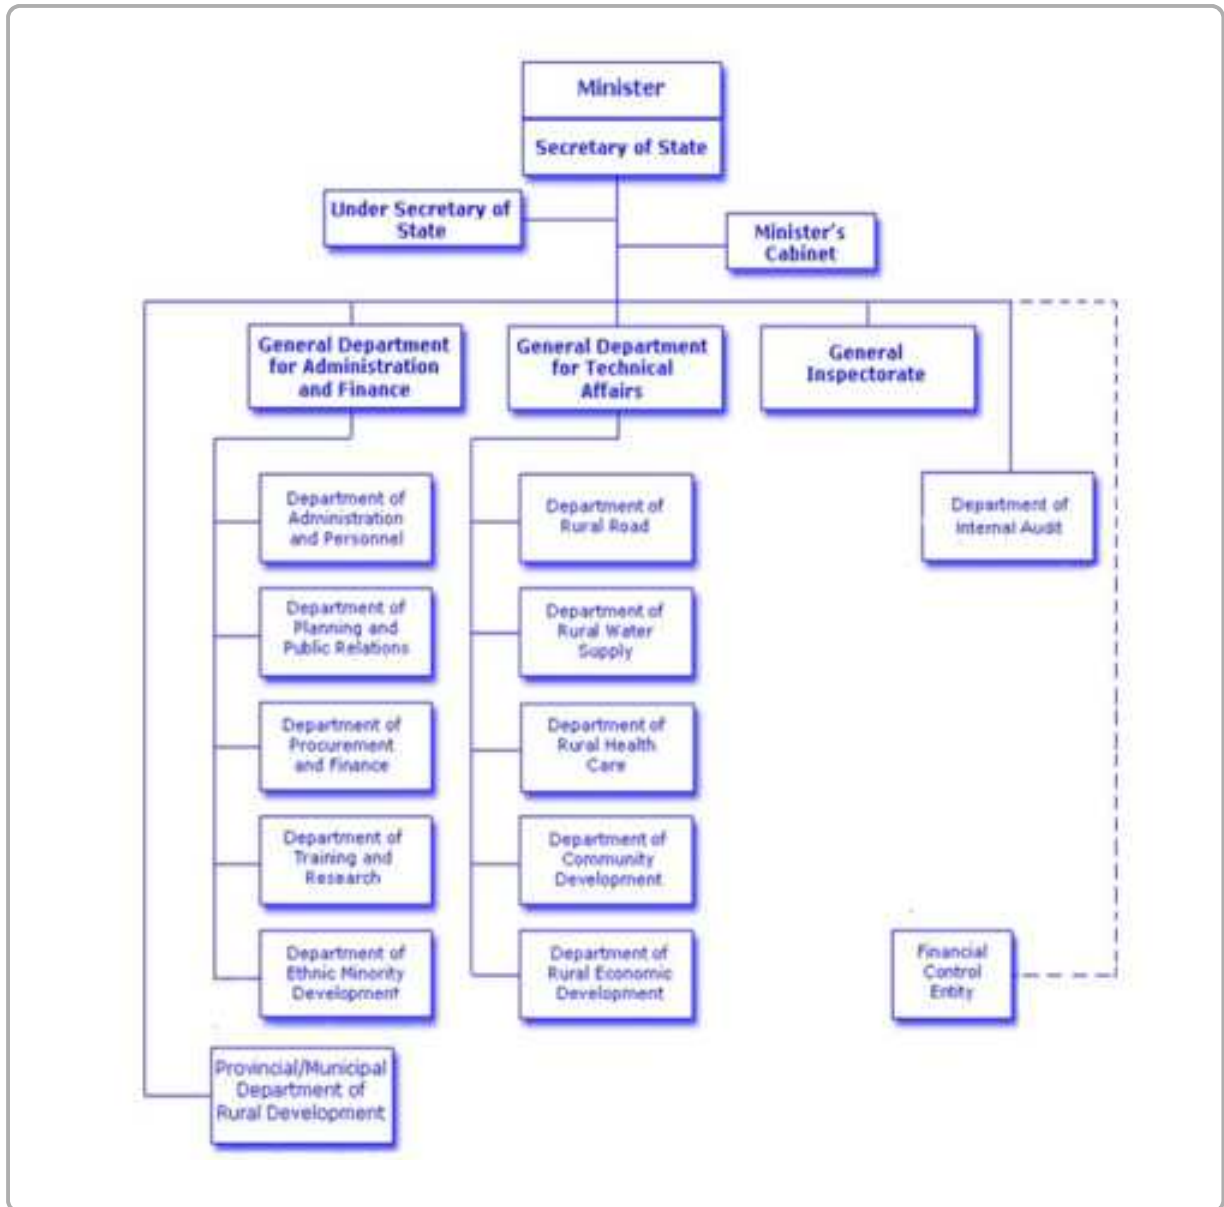 Minister
Secretary of State
Under Secretary of
State
Minister's
Cabinet
General Department
for Administration
and Finance
General Department
for Technical
Affairs
General
Inspectorate
Department of
Administration
and Personnel
Department of
Rural Road
Department of
Internal Audit
Department of
Planning and
Public Relations
Department of
Rural Water
Supply
Department of
Procurement
and Finance
Department of
Rural Health
Care
Department of
Training and
Research
Department of
Community
Development
Department of
Ethnic Minority
Development
Department of
Rural Economic
Development
Financial
Control
Entity
Provincial/Municipal
Department of
Rural Development